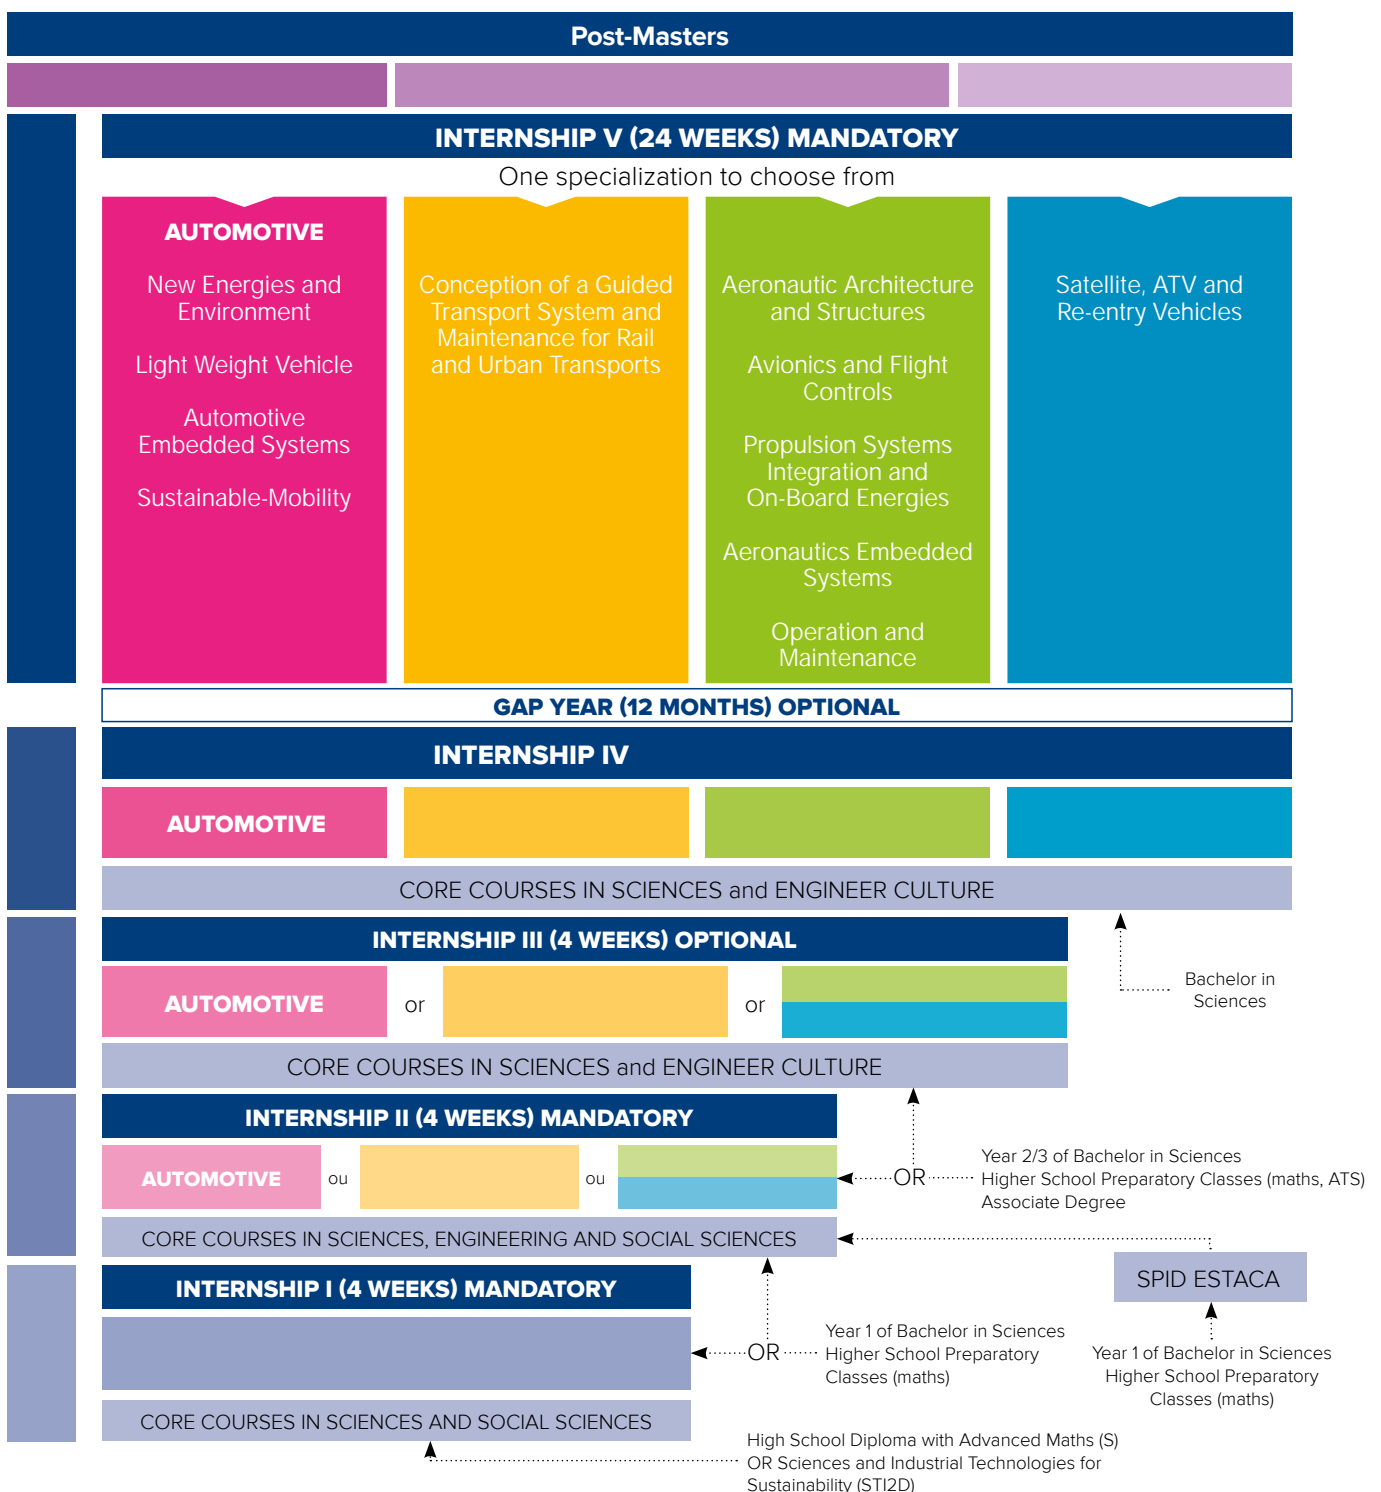 Post-Masters
INTERNSHIP V (24 WEEKS) MANDATORY
One specialization to choose from
AUTOMOTIVE
New Energies and
Environment
Light Weight Vehicle
Automotive
Embedded Systems
Sustainable-Mobility
Conception of a Guided
Transport System and
Maintenance for Rail
and Urban Transports
Aeronautic Architecture
and Structures
Avionics and Flight
Controls
Propulsion Systems
Integration and
On-Board Energies
Aeronautics Embedded
Systems
Operation and
Maintenance
Satellite, ATV and
Re-entry Vehicles
GAP YEAR (12 MONTHS) OPTIONAL
INTERNSHIP IV
AUTOMOTIVE
CORE COURSES IN SCIENCES and ENGINEER CULTURE
INTERNSHIP III (4 WEEKS) OPTIONAL
AUTOMOTIVE
or
or
Bachelor in
Sciences
CORE COURSES IN SCIENCES and ENGINEER CULTURE
INTERNSHIP II (4 WEEKS) MANDATORY
AUTOMOTIVE
ou
ou
OR
Year 2/3 of Bachelor in Sciences
Higher School Preparatory Classes (maths, ATS)
Associate Degree
CORE COURSES IN SCIENCES, ENGINEERING AND SOCIAL SCIENCES
SPID ESTACA
INTERNSHIP I (4 WEEKS) MANDATORY
OR
Year 1 of Bachelor in Sciences
Higher School Preparatory
Classes (maths)
Year 1 of Bachelor in Sciences
Higher School Preparatory
Classes (maths)
CORE COURSES IN SCIENCES AND SOCIAL SCIENCES
High School Diploma with Advanced Maths (S)
OR Sciences and Industrial Technologies for
Sustainability (STI2D)